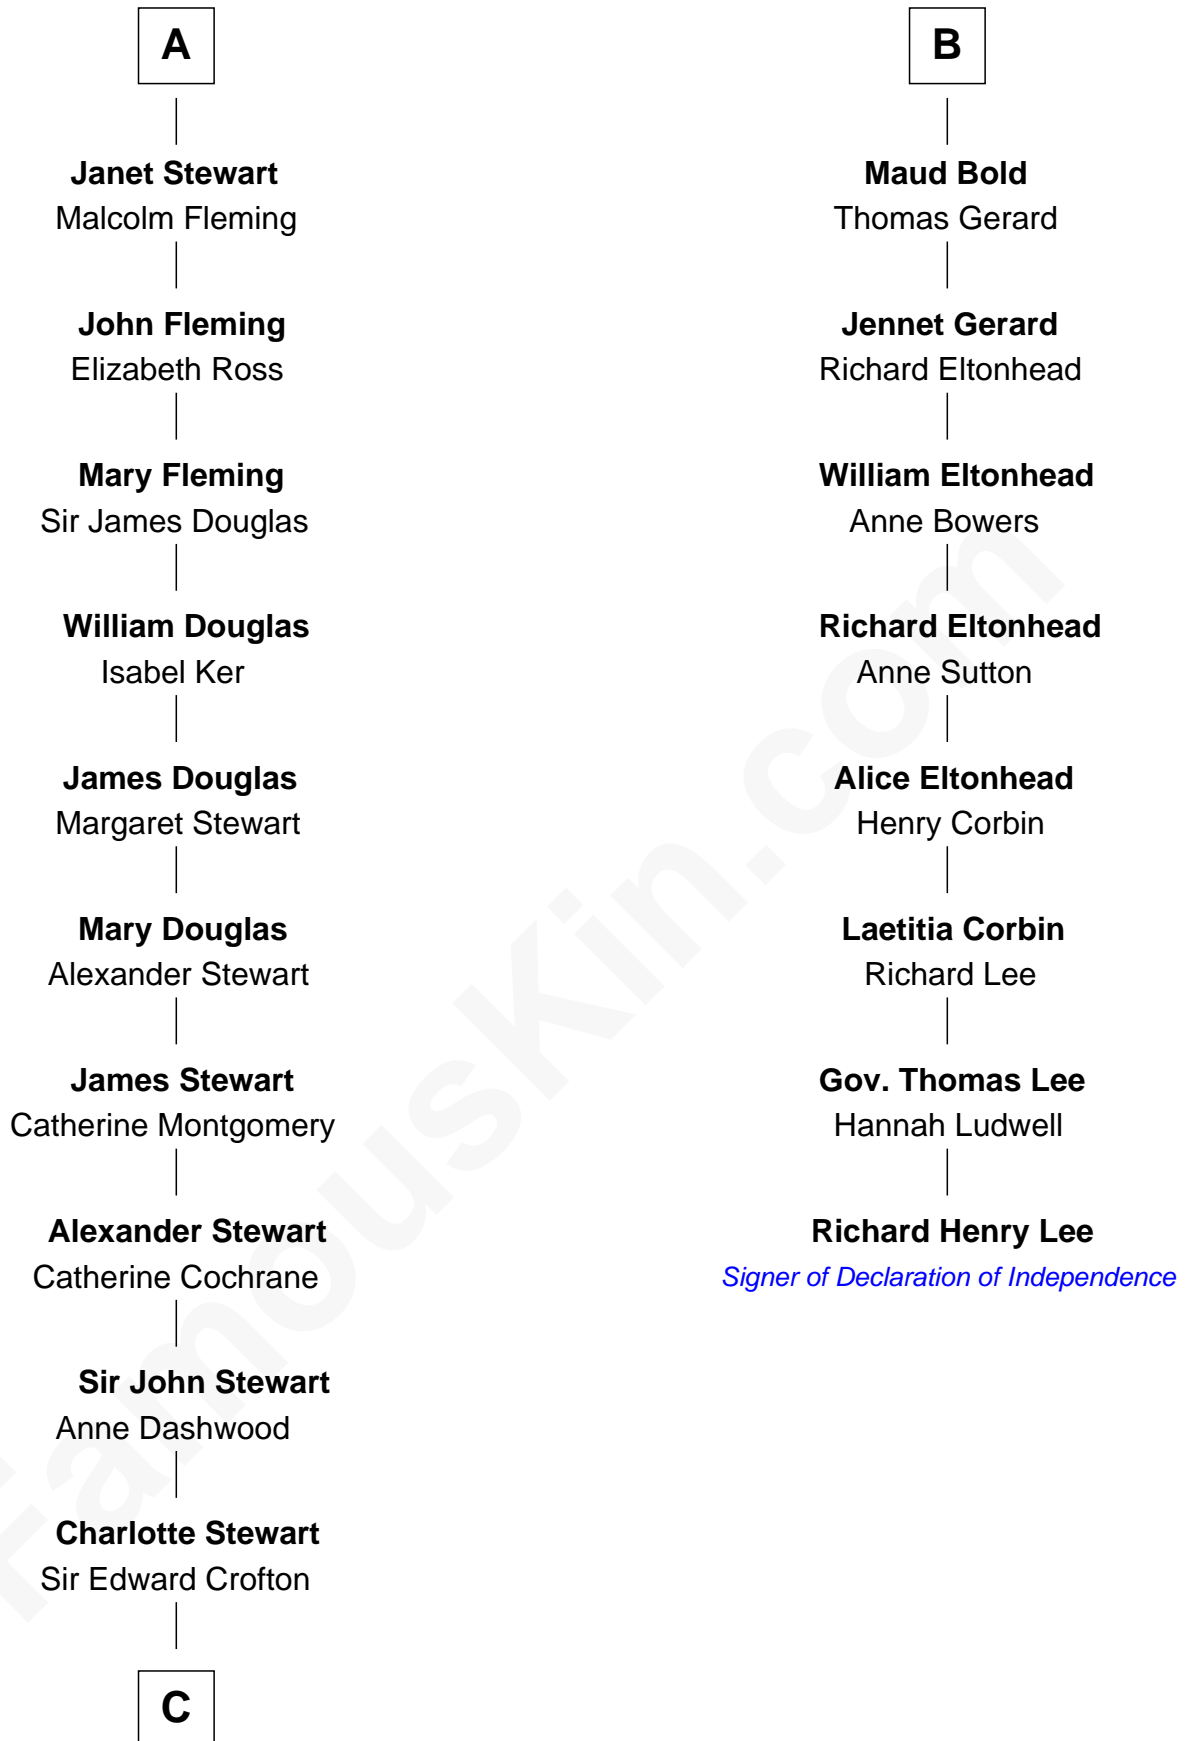 A
Janet Stewart
Malcolm Fleming
John Fleming
Elizabeth Ross
Mary Fleming
Sir James Douglas
William Douglas
Isabel Ker
James Douglas
Margaret Stewart
Mary Douglas
Alexander Stewart
James Stewart
Catherine Montgomery
Alexander Stewart
Catherine Cochrane
Sir John Stewart
Anne Dashwood
Charlotte Stewart
Sir Edward Crofton
C
B
Maud Bold
Thomas Gerard
Jennet Gerard
Richard Eltonhead
William Eltonhead
Anne Bowers
Richard Eltonhead
Anne Sutton
Alice Eltonhead
Henry Corbin
Laetitia Corbin
Richard Lee
Gov. Thomas Lee
Hannah Ludwell
Richard Henry Lee
Signer of Declaration of Independence
FamousKin.com